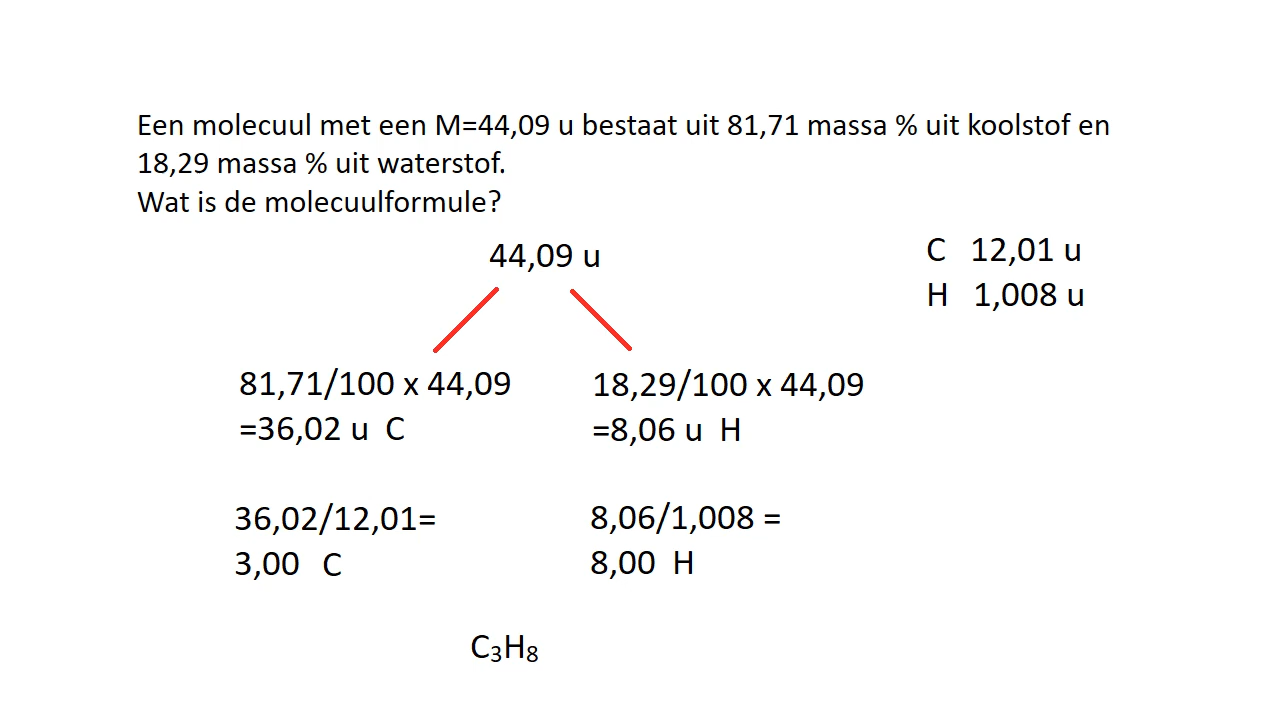 Een molecuul met een M=44,09 u bestaat uit 81,71 massa % uit koolstof en
18,29 massa % uit waterstof.
Wat is de molecuulformule?
44,09 u
C 12,01 u
H 1,008 u
81,71/100 x 44,09
=36,02 u C
18,29/100 x 44,09
=8,06 u H
36,02/12,01=
3,00 C
8,06/1,008 =
8,00 H
C₃H₈